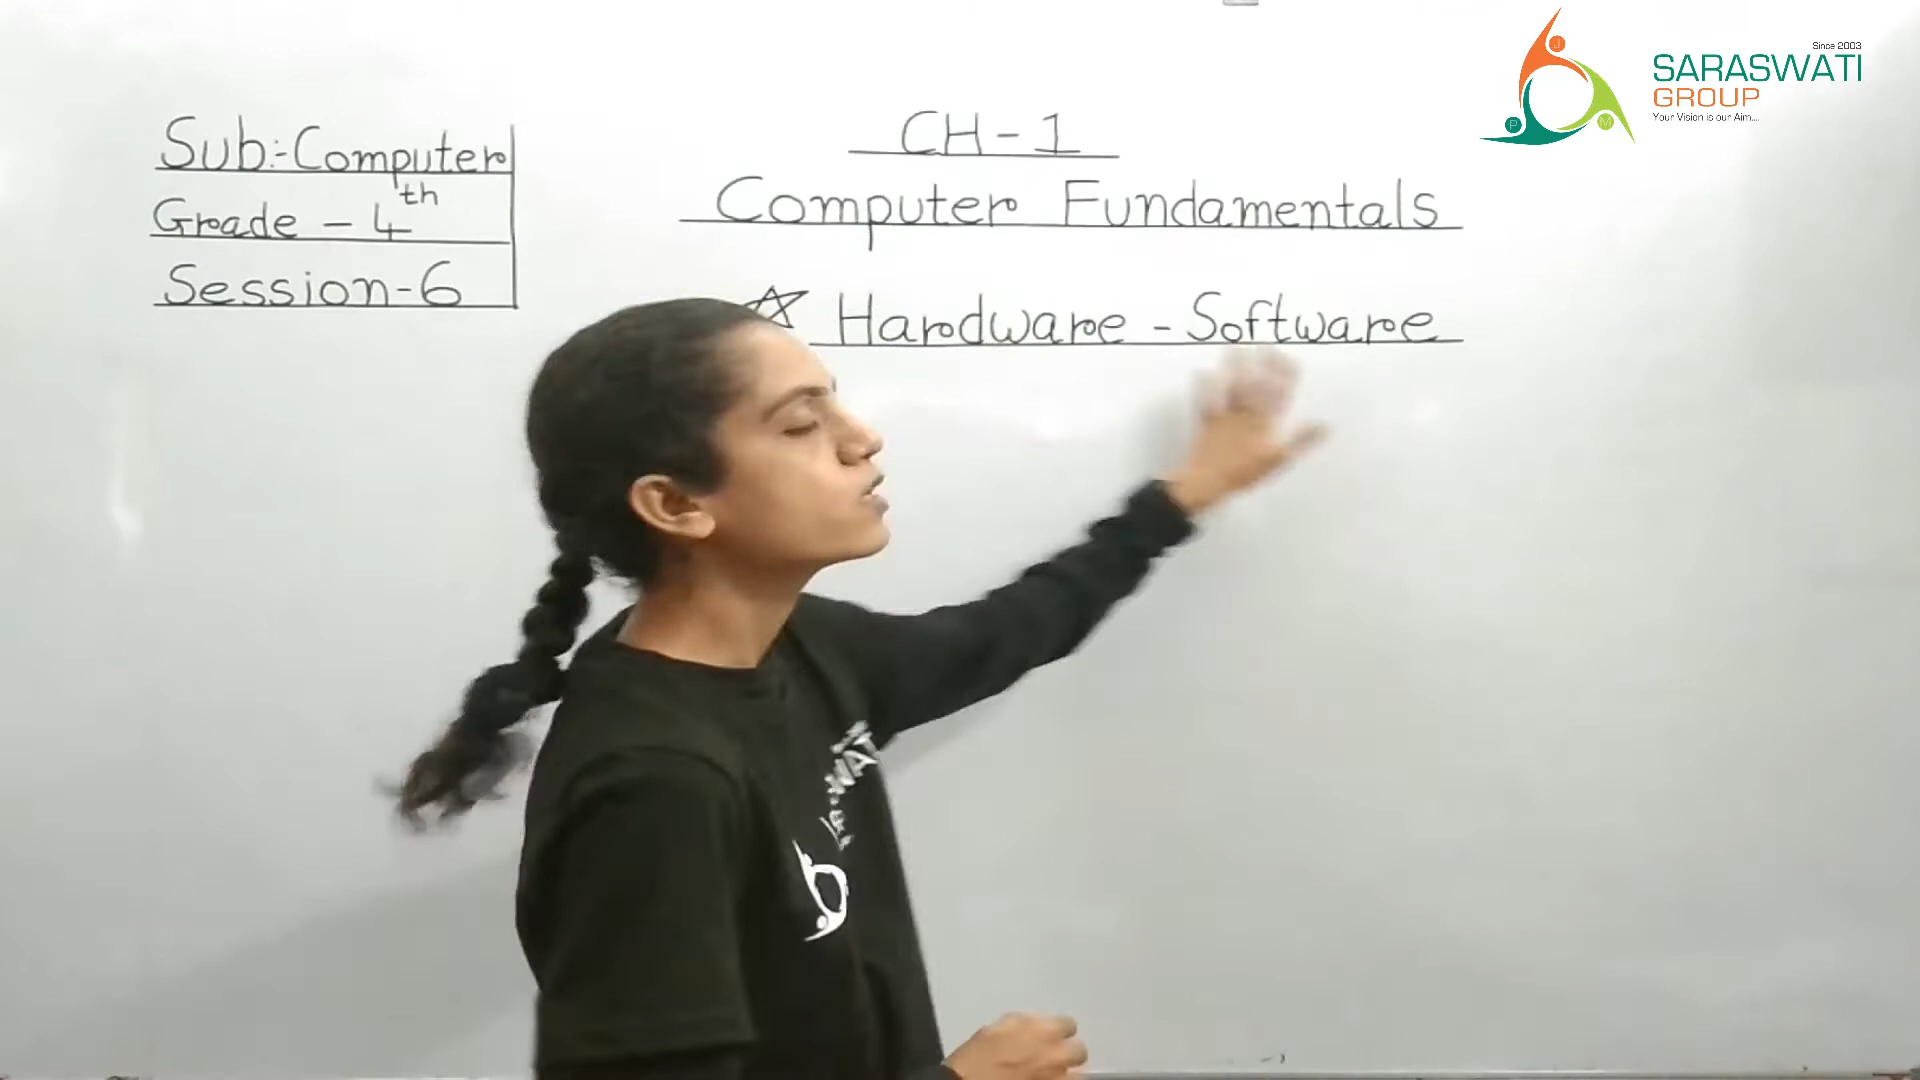 Since 2003
SARASWATI
GROUP
Your Vision is our Aim....
J
P
M
Sub:-Computer
Grade - 4th
Session-6
CH-1
Computer Fundamentals
☆ Hardware - Software